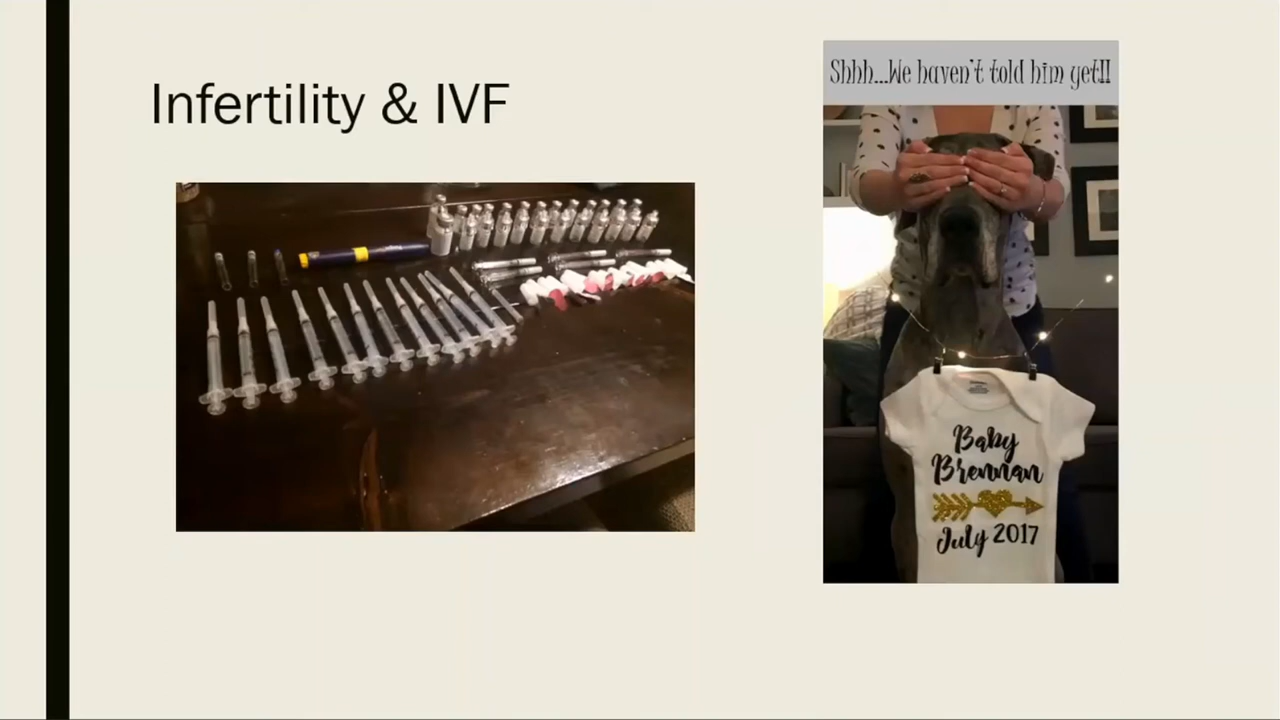 Infertility & IVF
Shhh...We haven't told him yet!!
Baby
Brennan
July 2017